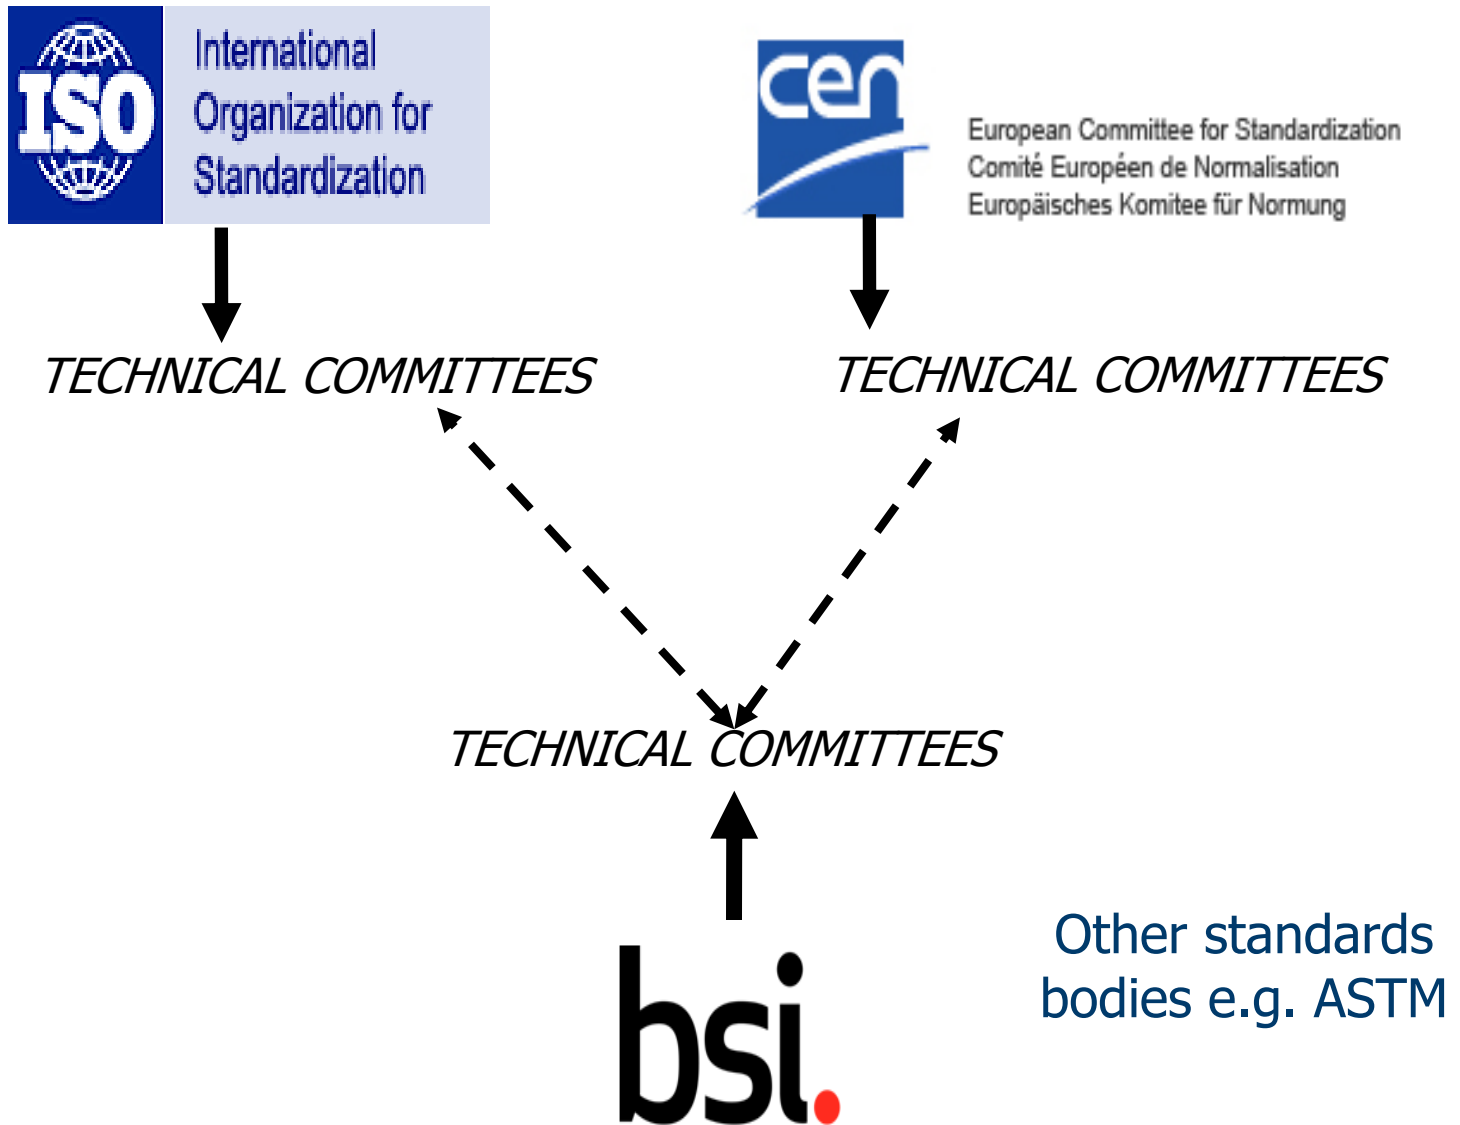 ISO
International
Organization for
Standardization
cen
European Committee for Standardization
Comité Européen de Normalisation
Europäisches Komitee für Normung
TECHNICAL COMMITTEES
TECHNICAL COMMITTEES
TECHNICAL COMMITTEES
Other standards
bodies e.g. ASTM
bsi.